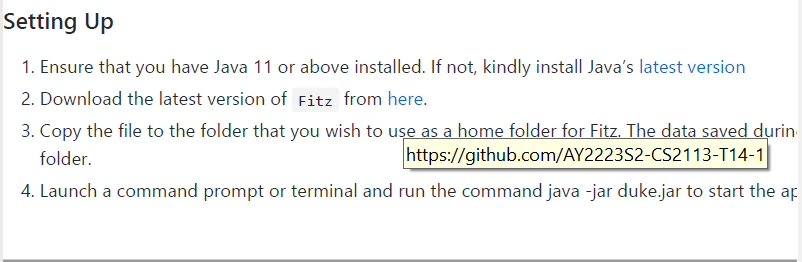 Setting Up
1. Ensure that you have Java 11 or above installed. If not, kindly install Java's latest version
2. Download the latest version of Fitz from here.
3. Copy the file to the folder that you wish to use as a home folder for Fitz. The data saved durin
folder.
https://github.com/AY2223S2-CS2113-T14-1
4. Launch a command prompt or terminal and run the command java -jar duke.jar to start the ap